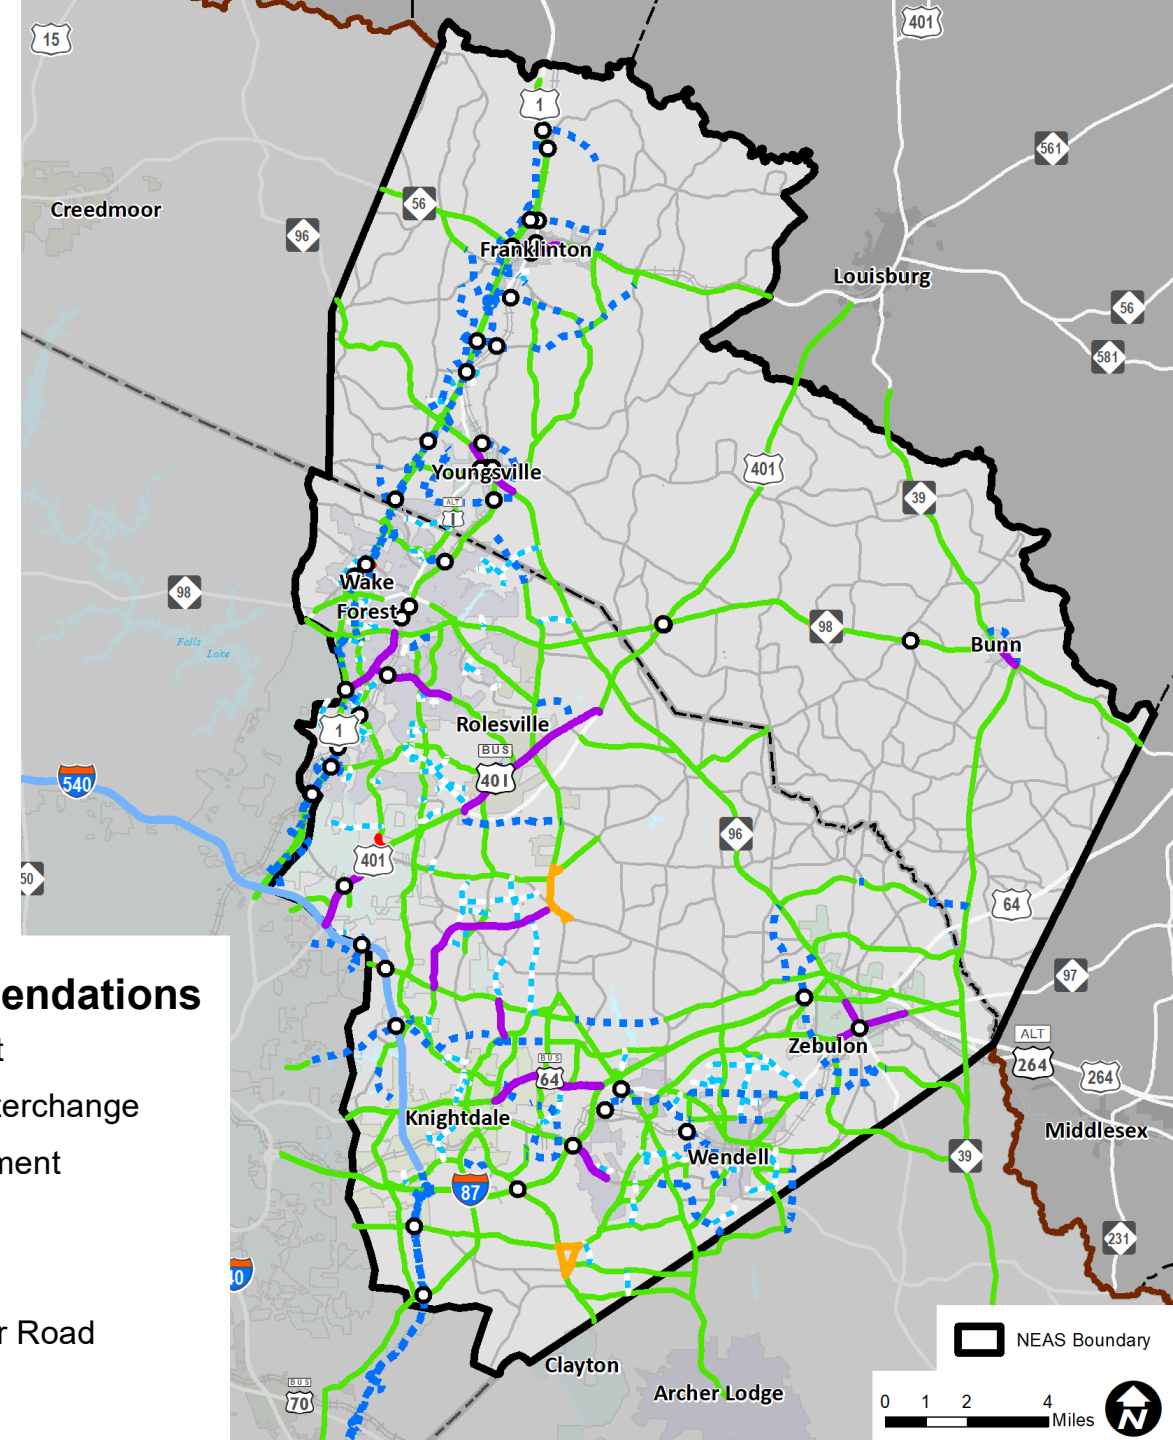 15
401
1
561
Creedmoor
56
96
Franklinton
Louisburg
56
581
401
Youngsville
39
ALT
1
Wake
Forest
98
98
Falls
Lake
Bunn
Rolesville
1
BUS
401
540
96
401
50
64
endations
97
t
Zebulon
ALT
264
264
BUS
64
terchange
Knightdale
Middlesex
Wendell
39
ment
87
231
40
r Road
NEAS Boundary
Clayton
BUS
70
Archer Lodge
0 1 2 4
Miles
N